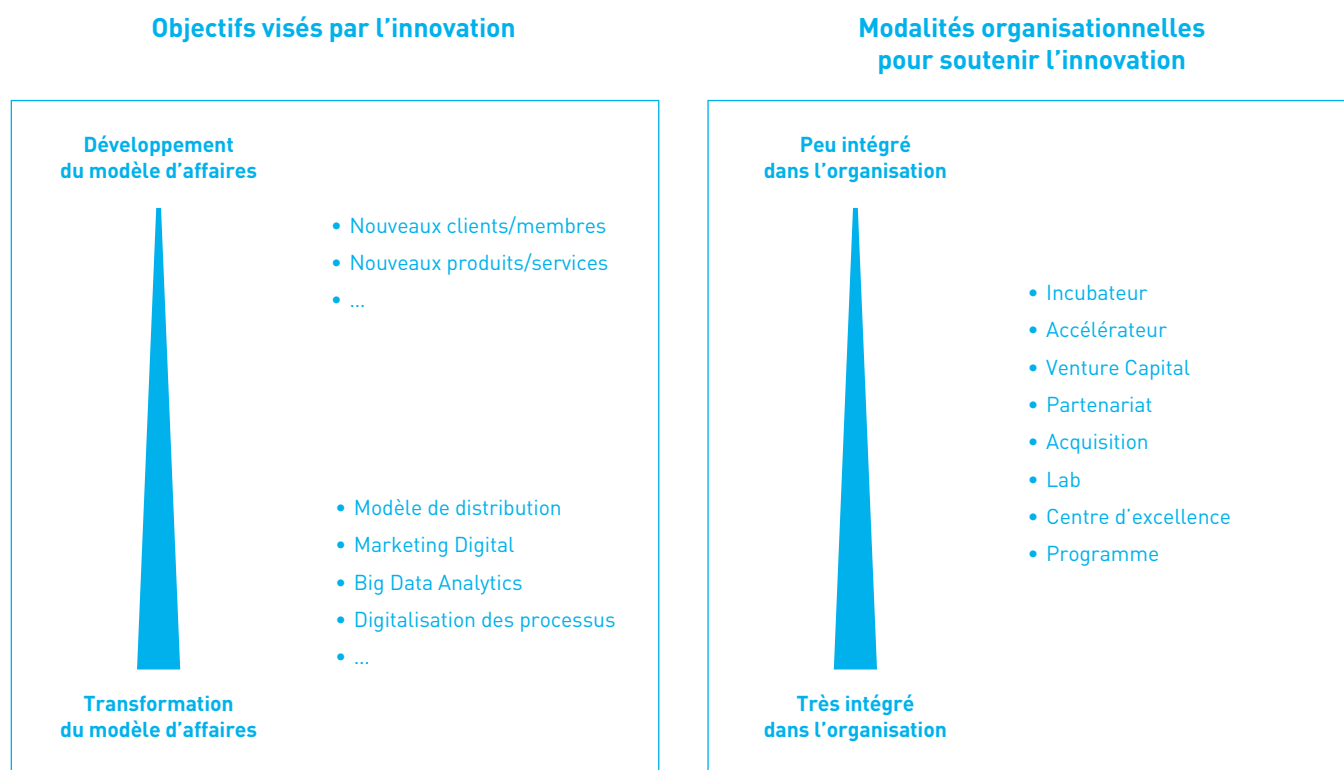 Objectifs visés par l’innovation
Développement
du modèle d’affaires
• Nouveaux clients/membres
• Nouveaux produits/services
• ...
• Modèle de distribution
• Marketing Digital
• Big Data Analytics
• Digitalisation des processus
• ...
Transformation
du modèle d’affaires
Modalités organisationnelles
pour soutenir l’innovation
Peu intégré
dans l’organisation
• Incubateur
• Accélérateur
• Venture Capital
• Partenariat
• Acquisition
• Lab
• Centre d’excellence
• Programme
Très intégré
dans l’organisation